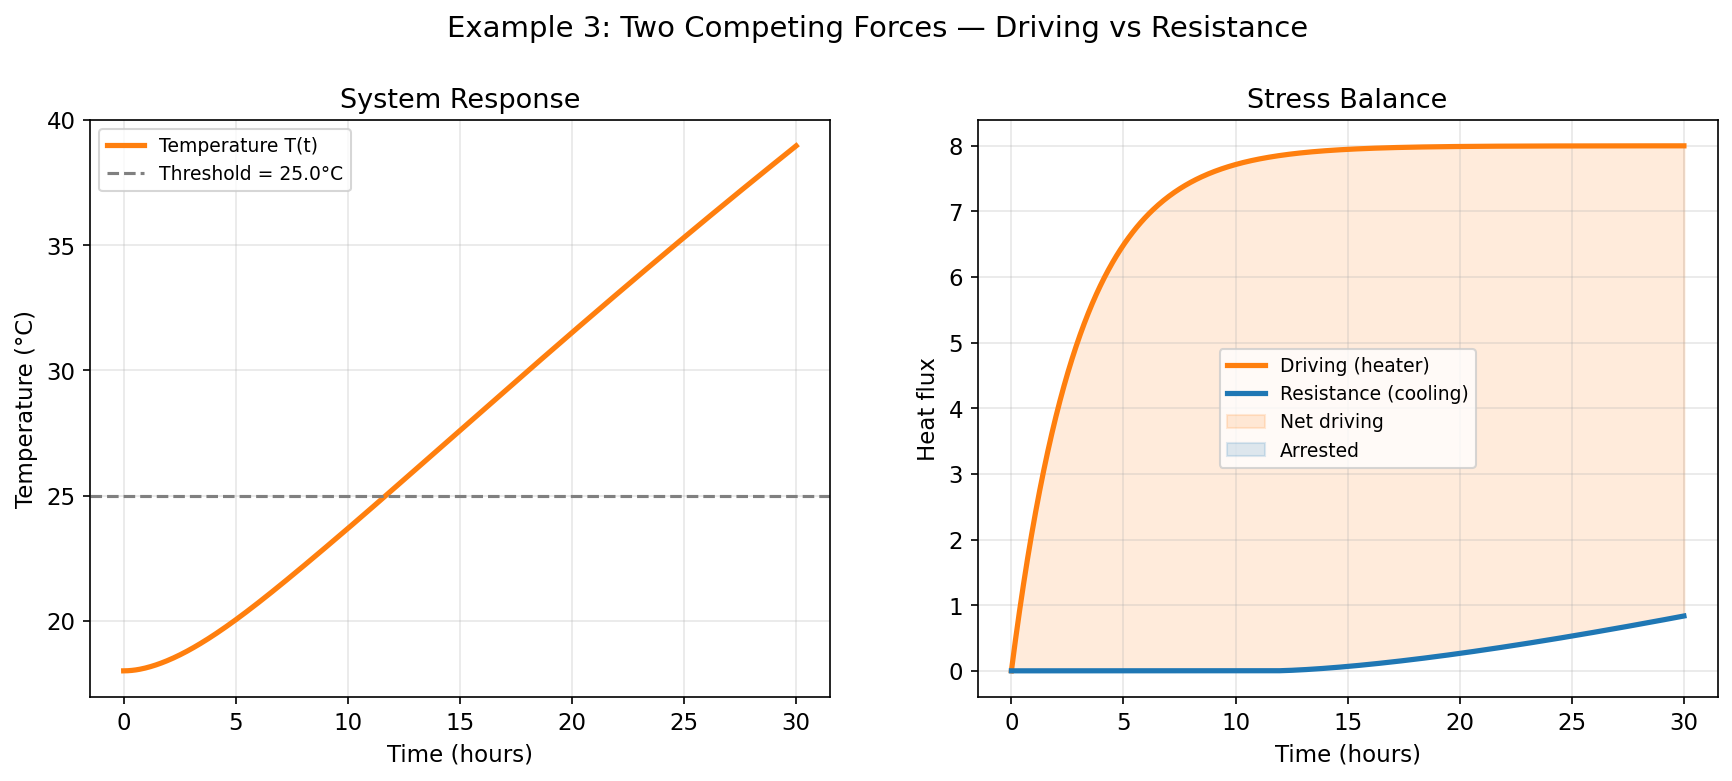 Example 3: Two Competing Forces — Driving vs Resistance
System Response
Temperature T(t)
Threshold = 25.0°C
40
35
30
25
20
Temperature (°C)
0 5 10 15 20 25 30
Time (hours)
Stress Balance
8
7
6
5
4
3
2
1
0
Heat flux
Driving (heater)
Resistance (cooling)
Net driving
Arrested
0 5 10 15 20 25 30
Time (hours)